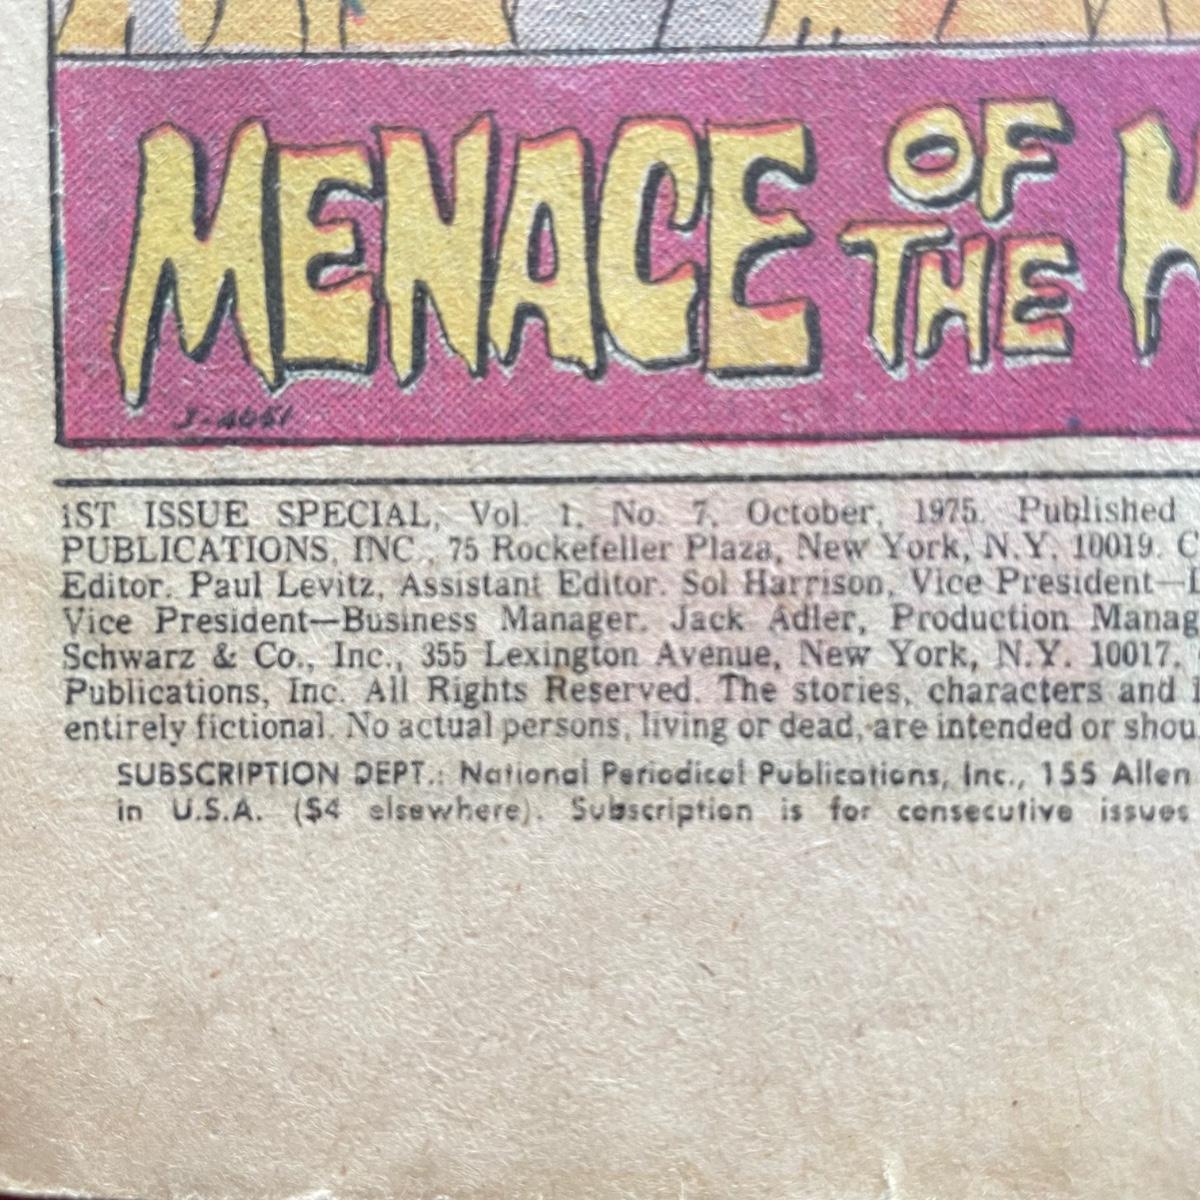 MENACE OF THE
1ST ISSUE SPECIAL, Vol. 1, No. 7, October, 1975. Published
PUBLICATIONS, INC., 75 Rockefeller Plaza, New York, N.Y. 10019. C
Editor. Paul Levitz, Assistant Editor. Sol Harrison, Vice President—
Vice President—Business Manager. Jack Adler, Production Manag
Schwarz & Co., Inc., 355 Lexington Avenue, New York, N.Y. 10017.
Publications, Inc. All Rights Reserved. The stories, characters and
entirely fictional. No actual persons, living or dead, are intended or shou
SUBSCRIPTION DEPT.: National Periodical Publications, Inc., 155 Allen
in U.S.A. ($4 elsewhere). Subscription is for consecutive issues